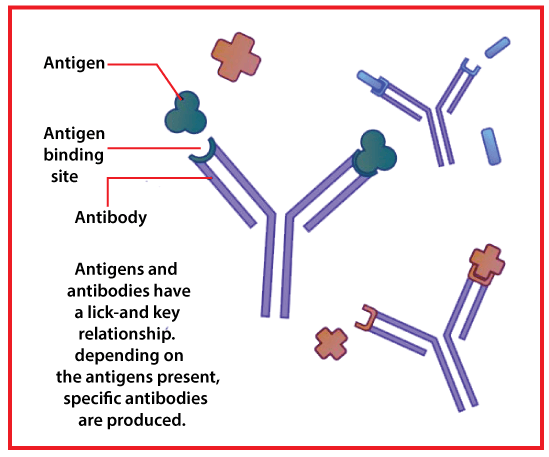 Antigen
Antigen
binding
site
Antibody
Antigens and
antibodies have
a lick-and key
relationship.
depending on
the antigens present,
specific antibodies
are produced.